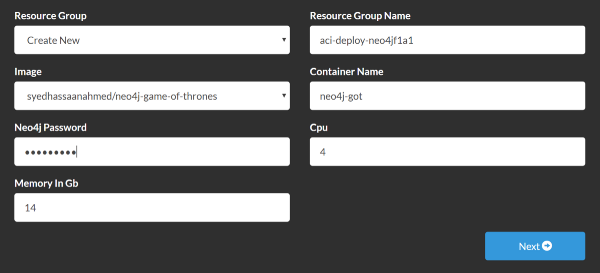 Resource Group
Resource Group Name
Create New
aci-deploy-neo4jf1a1
Image
Container Name
syedhassaanahmed/neo4j-game-of-thrones
neo4j-got
Neo4j Password
Cpu
•••••••••
4
Memory In Gb
14
Next